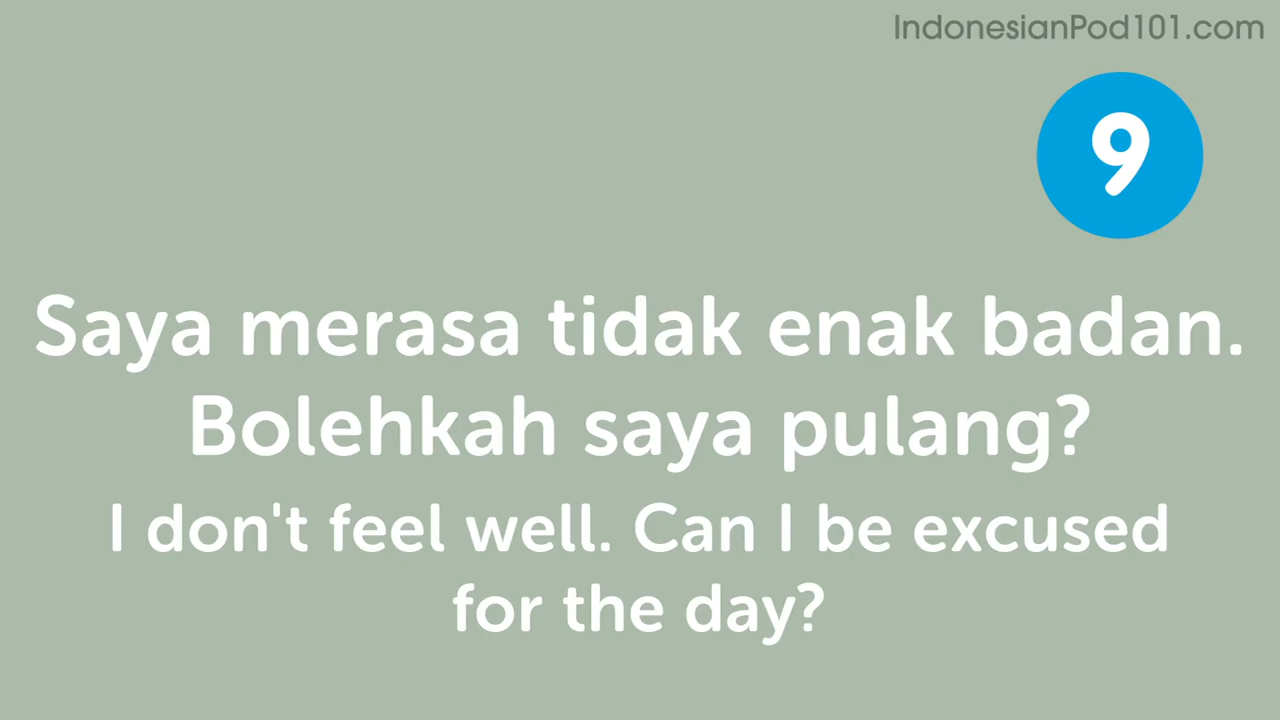 IndonesianPod101.com
9
Saya merasa tidak enak badan.
Bolehkah saya pulang?
I don't feel well. Can I be excused
for the day?